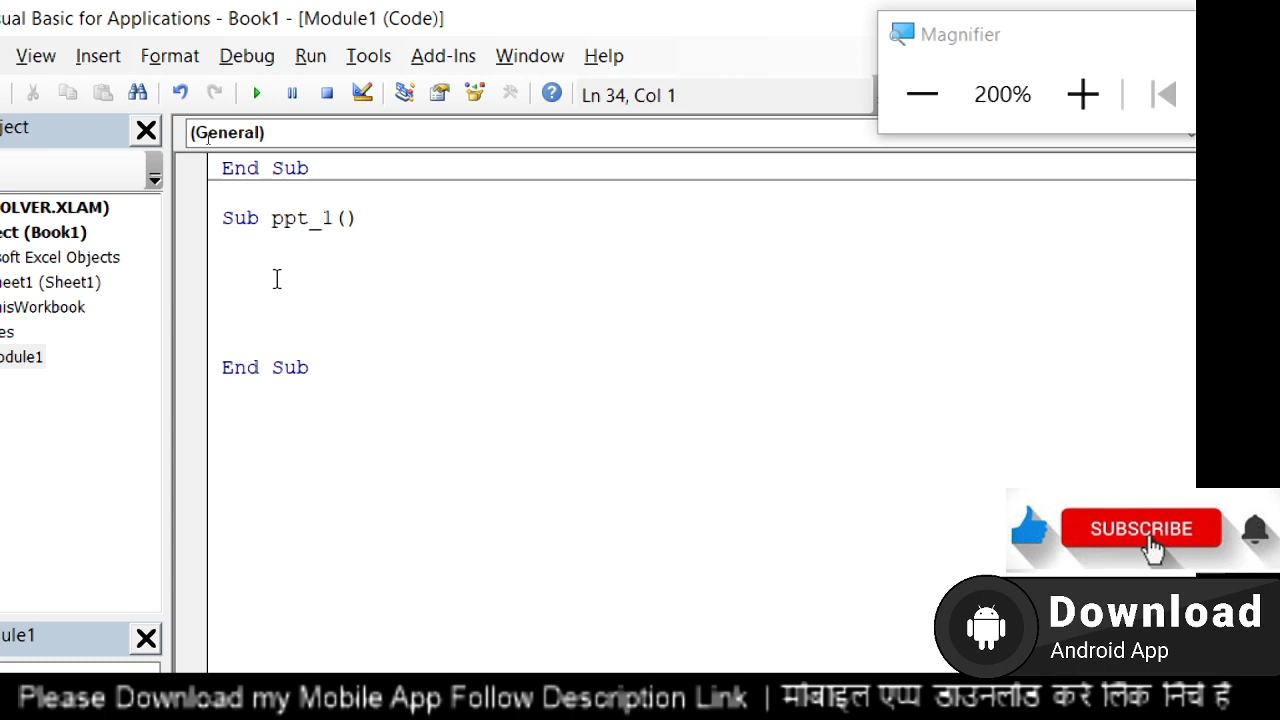 ual Basic for Applications - Book1 - [Module1 (Code)]
View Insert Format Debug Run Tools Add-Ins Window Help
Magnifier
Ln 34, Col 1
200%
ject
(General)
End Sub
OLVER.XLAM)
Sub ppt_1()
ect (Book1)
soft Excel Objects
heet1 (Sheet1)
hisWorkbook
es
odule1
End Sub
SUBSCRIBE
Download
Android App
ule1
Please Download my Mobile App Follow Description Link | मोबाइल एप्प डाउनलोड करे लिंक निचे है